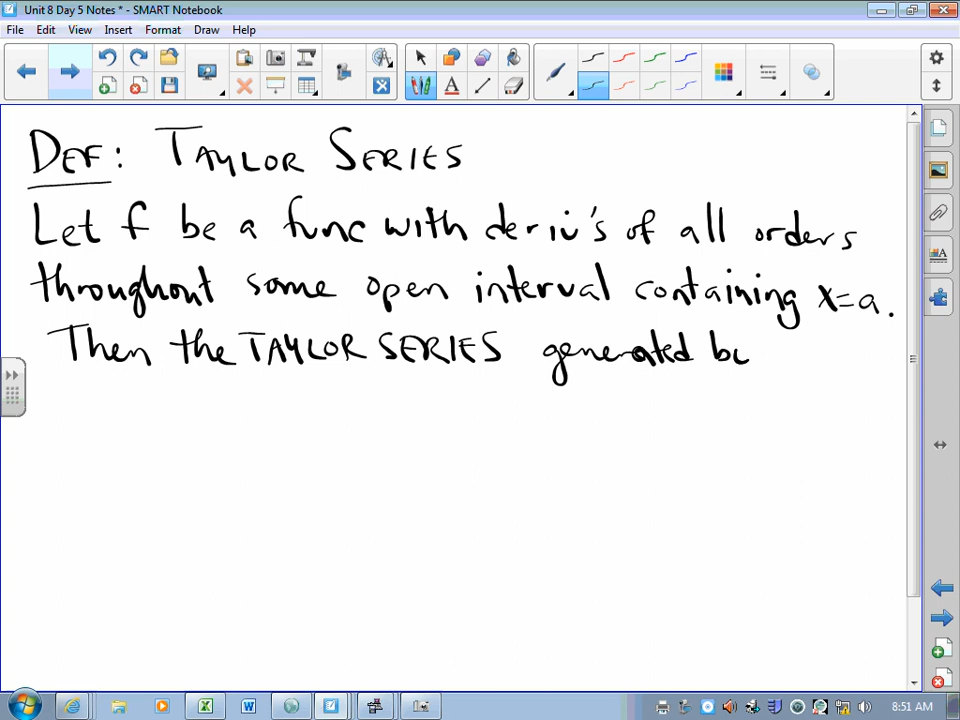 Unit 8 Day 5 Notes * - SMART Notebook
File Edit View Insert Format Draw Help
DEF: TAYLOR SERIES
Let f be a func with deriv's of all orders
throughout some open interval containing x=a.
Then the TAYLOR SERIES generated
8:51 AM